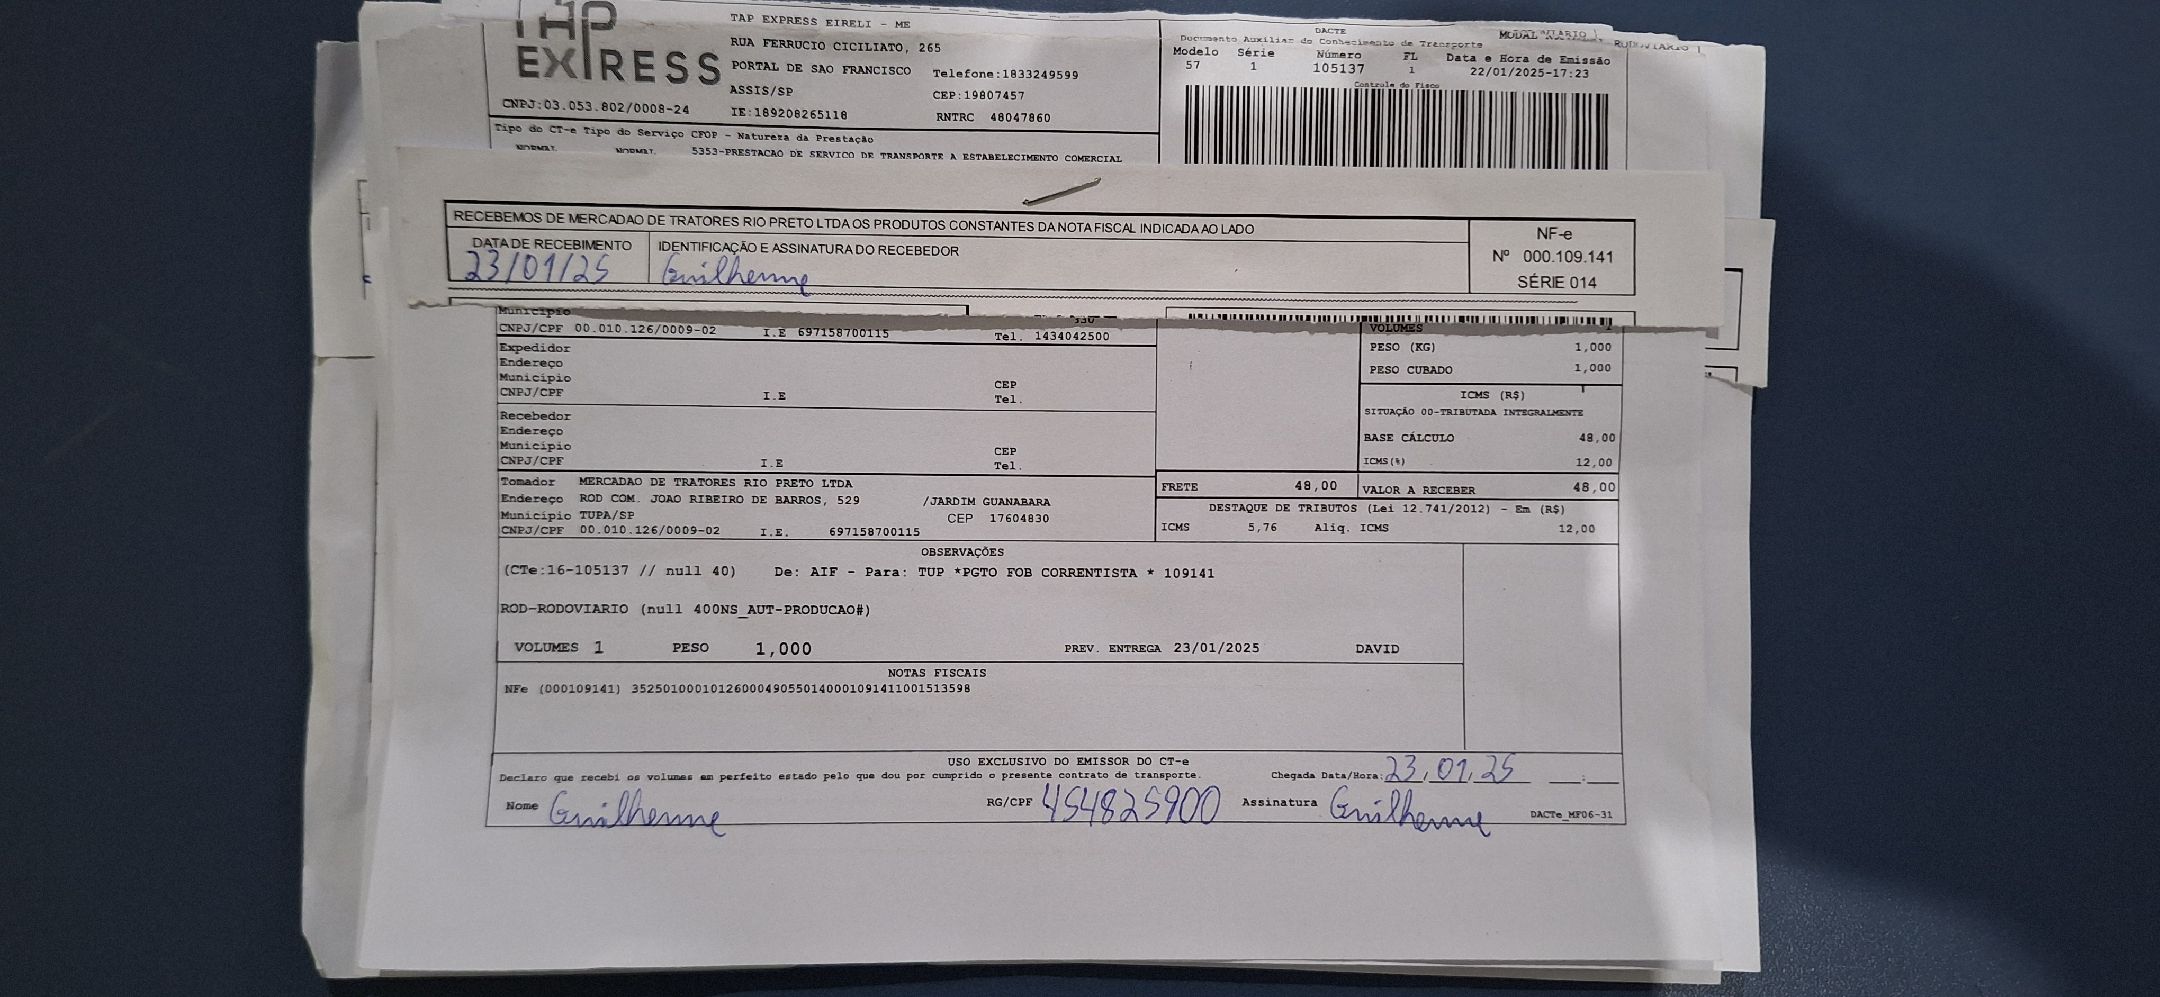 TAP EXPRESS
TAP EXPRESS EIRELI - ME
RUA FERRUCIO CICILIATO, 265
PORTAL DE SAO FRANCISCO Telefone:1833249599
ASSIS/SP CEP:19807457
CNPJ:03.053.802/0008-24 IE:189208265118 RNTRC 48047860
DACTE MODAL
Documento Auxiliar do Conhecimento de Transporte RODOVIARIO
Modelo Série Número FL Data e Hora de Emissão
57 1 105137 1 22/01/2025-17:23
Controle do Fisco
Tipo do CT-e Tipo do Serviço CFOP - Natureza da Prestação
NORMAL NORMAL 5353-PRESTACAO DE SERVICO DE TRANSPORTE A ESTABELECIMENTO COMERCIAL
RECEBEMOS DE MERCADAO DE TRATORES RIO PRETO LTDA OS PRODUTOS CONSTANTES DA NOTA FISCAL INDICADA AO LADO
DATA DE RECEBIMENTO IDENTIFICAÇÃO E ASSINATURA DO RECEBEDOR
23/01/25 Guilherme
NF-e
Nº 000.109.141
SÉRIE 014
Município
CNPJ/CPF 00.010.126/0009-02 I.E 697158700115 Tel. 1434042500
Expedidor
Endereço
Município CEP
CNPJ/CPF I.E Tel.
Recebedor
Endereço
Município CEP
CNPJ/CPF I.E Tel.
VOLUMES
PESO (KG) 1,000
PESO CUBADO 1,000
ICMS (R$)
SITUAÇÃO 00-TRIBUTADA INTEGRALMENTE
BASE CÁLCULO 48,00
ICMS(%) 12,00
Tomador MERCADAO DE TRATORES RIO PRETO LTDA
Endereço ROD COM. JOAO RIBEIRO DE BARROS, 529 /JARDIM GUANABARA
Município TUPA/SP CEP 17604830
CNPJ/CPF 00.010.126/0009-02 I.E. 697158700115
FRETE 48,00 VALOR A RECEBER 48,00
DESTAQUE DE TRIBUTOS (Lei 12.741/2012) - Em (R$)
ICMS 5,76 Aliq. ICMS 12,00
OBSERVAÇÕES
(CTe:16-105137 // null 40) De: AIF - Para: TUP *PGTO FOB CORRENTISTA * 109141
ROD-RODOVIARIO (null 400NS_AUT-PRODUCAO#)
VOLUMES 1 PESO 1,000 PREV. ENTREGA 23/01/2025 DAVID
NOTAS FISCAIS
NFe (000109141) 35250100010126000490550140001091411001513598
USO EXCLUSIVO DO EMISSOR DO CT-e
Declaro que recebi os volumes em perfeito estado pelo que dou por cumprido o presente contrato de transporte. Chegada Data/Hora: 23/01/25 __:__
Nome Guilherme RG/CPF 454825900 Assinatura Guilherme DACTe_MF06-31